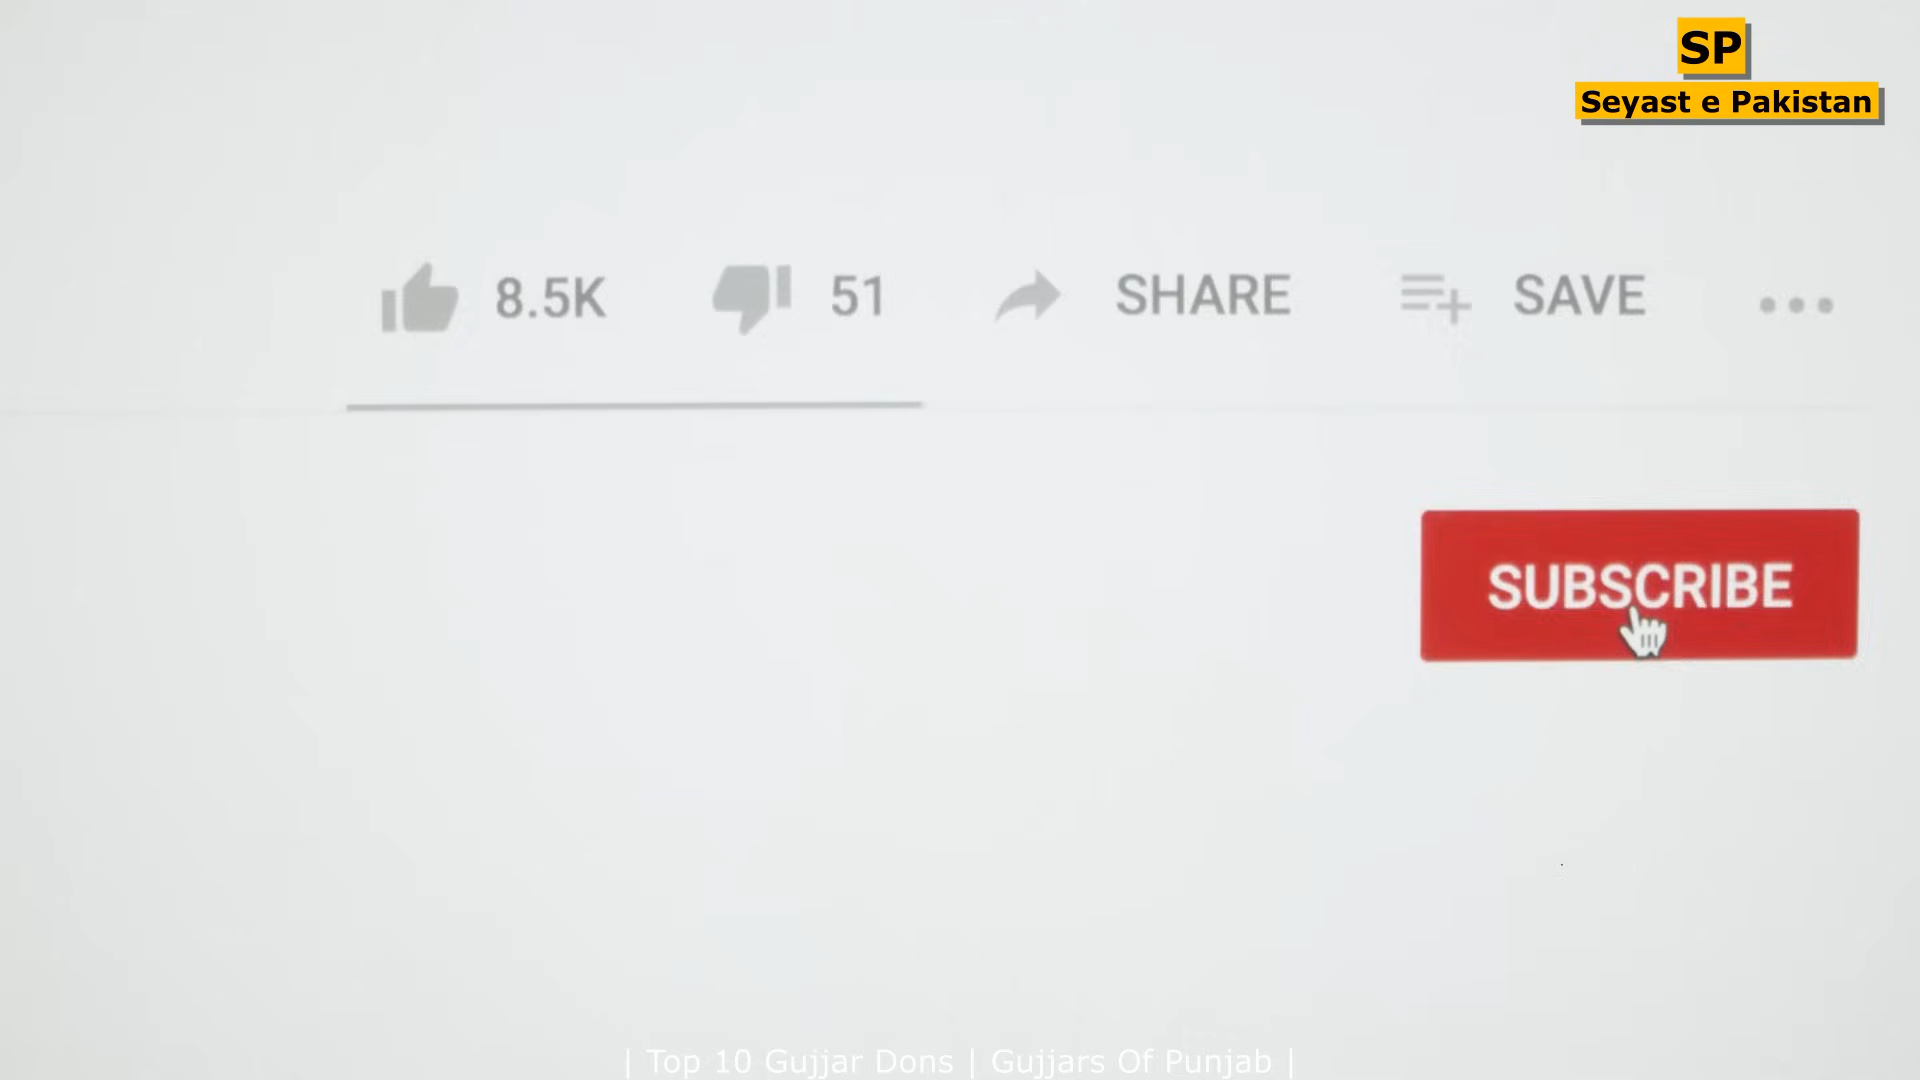 SP
Seyast e Pakistan
8.5K 51 SHARE SAVE
SUBSCRIBE
| Top 10 Gujjar Dons | Gujjars Of Punjab |